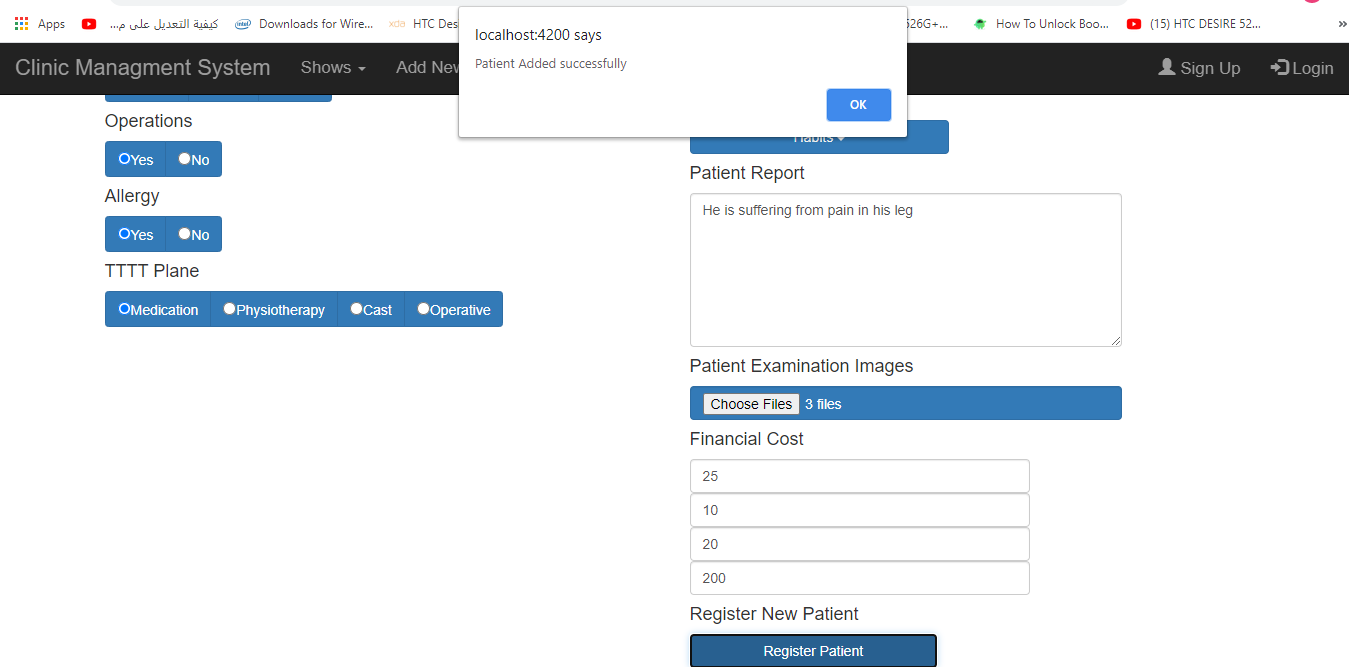 Apps
كيفية التعديل على م...
Downloads for Wire...
HTC Des
526G+...
How To Unlock Boo...
(15) HTC DESIRE 52...
»
localhost:4200 says
Patient Added successfully
OK
Clinic Managment System
Shows
Add New
Sign Up
Login
Operations
Yes No
Allergy
Yes No
TTTT Plane
Medication Physiotherapy Cast Operative
Habits
Patient Report
He is suffering from pain in his leg
Patient Examination Images
Choose Files 3 files
Financial Cost
25
10
20
200
Register New Patient
Register Patient